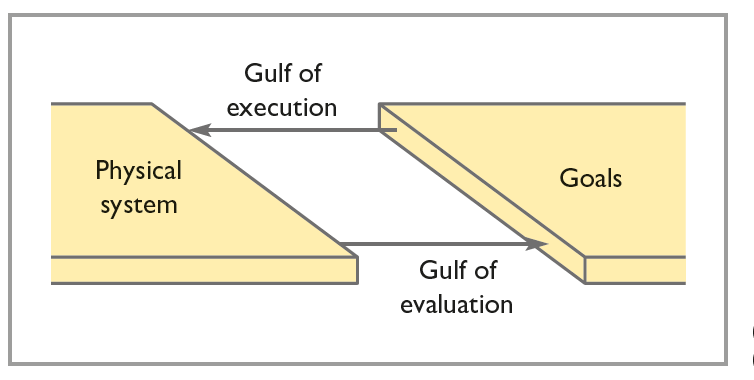 Gulf of
execution
Physical
system
Goals
Gulf of
evaluation